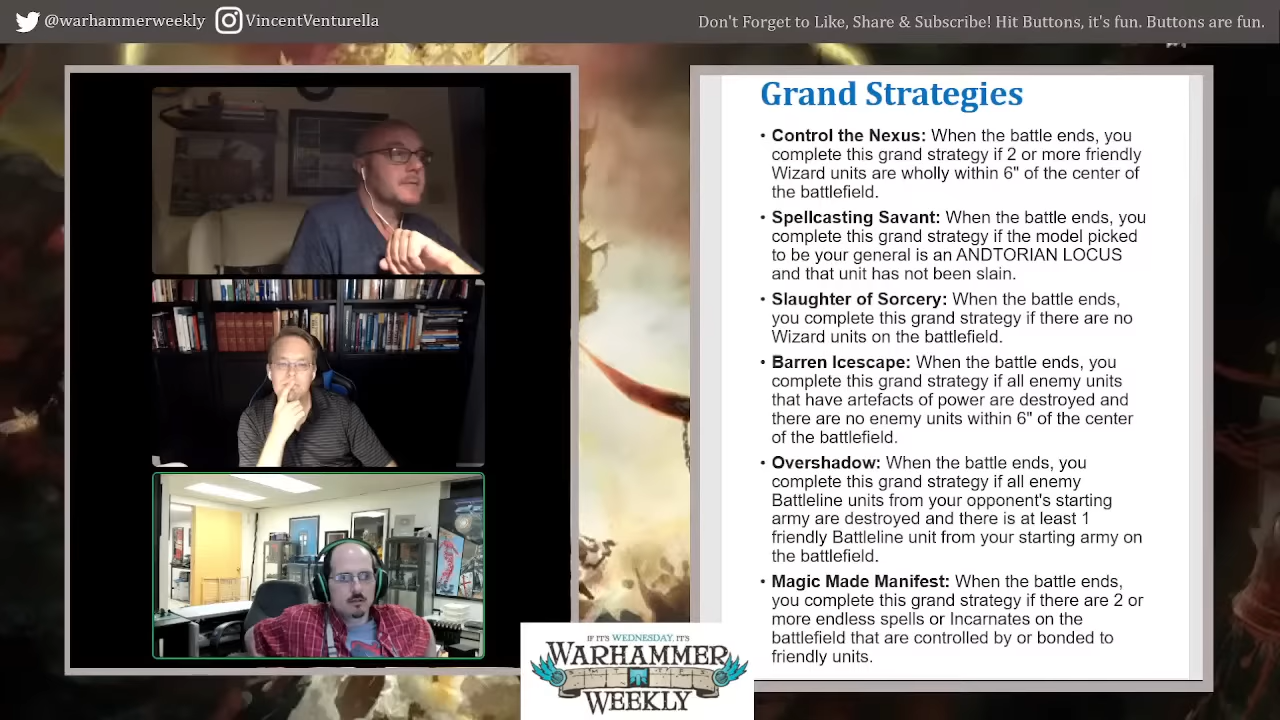 @warhammerweekly VincentVenturella
Don't Forget to Like, Share & Subscribe! Hit Buttons, it's fun. Buttons are fun.
Grand Strategies
• Control the Nexus: When the battle ends, you
complete this grand strategy if 2 or more friendly
Wizard units are wholly within 6" of the center of
the battlefield.
• Spellcasting Savant: When the battle ends, you
complete this grand strategy if the model picked
to be your general is an ANDTORIAN LOCUS
and that unit has not been slain.
• Slaughter of Sorcery: When the battle ends,
you complete this grand strategy if there are no
Wizard units on the battlefield.
• Barren Icescape: When the battle ends, you
complete this grand strategy if all enemy units
that have artefacts of power are destroyed and
there are no enemy units within 6" of the center
of the battlefield.
• Overshadow: When the battle ends, you
complete this grand strategy if all enemy
Battleline units from your opponent's starting
army are destroyed and there is at least 1
friendly Battleline unit from your starting army on
the battlefield.
• Magic Made Manifest: When the battle ends,
you complete this grand strategy if there are 2 or
more endless spells or Incarnates on the
battlefield that are controlled by or bonded to
friendly units.
IF IT'S WEDNESDAY, IT'S
WARHAMMER
WEEKLY